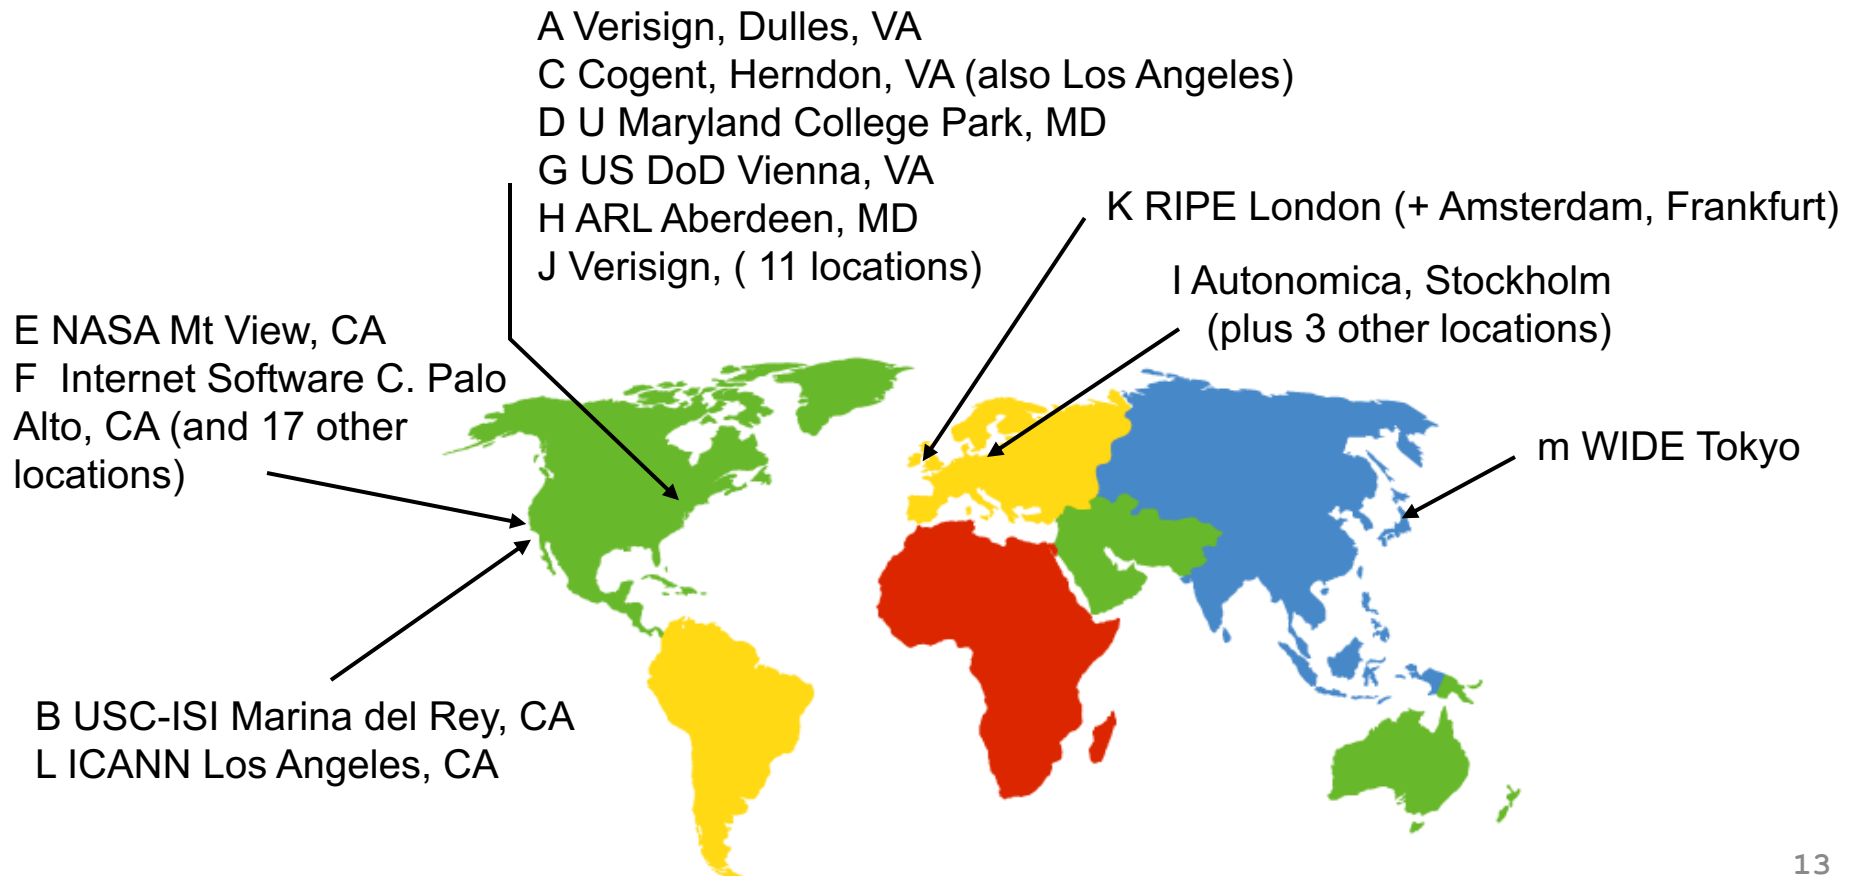 A Verisign, Dulles, VA
C Cogent, Herndon, VA (also Los Angeles)
D U Maryland College Park, MD
G US DoD Vienna, VA
H ARL Aberdeen, MD
J Verisign, ( 11 locations)
K RIPE London (+ Amsterdam, Frankfurt)
I Autonomica, Stockholm
(plus 3 other locations)
E NASA Mt View, CA
F Internet Software C. Palo
Alto, CA (and 17 other
locations)
m WIDE Tokyo
B USC-ISI Marina del Rey, CA
L ICANN Los Angeles, CA
13